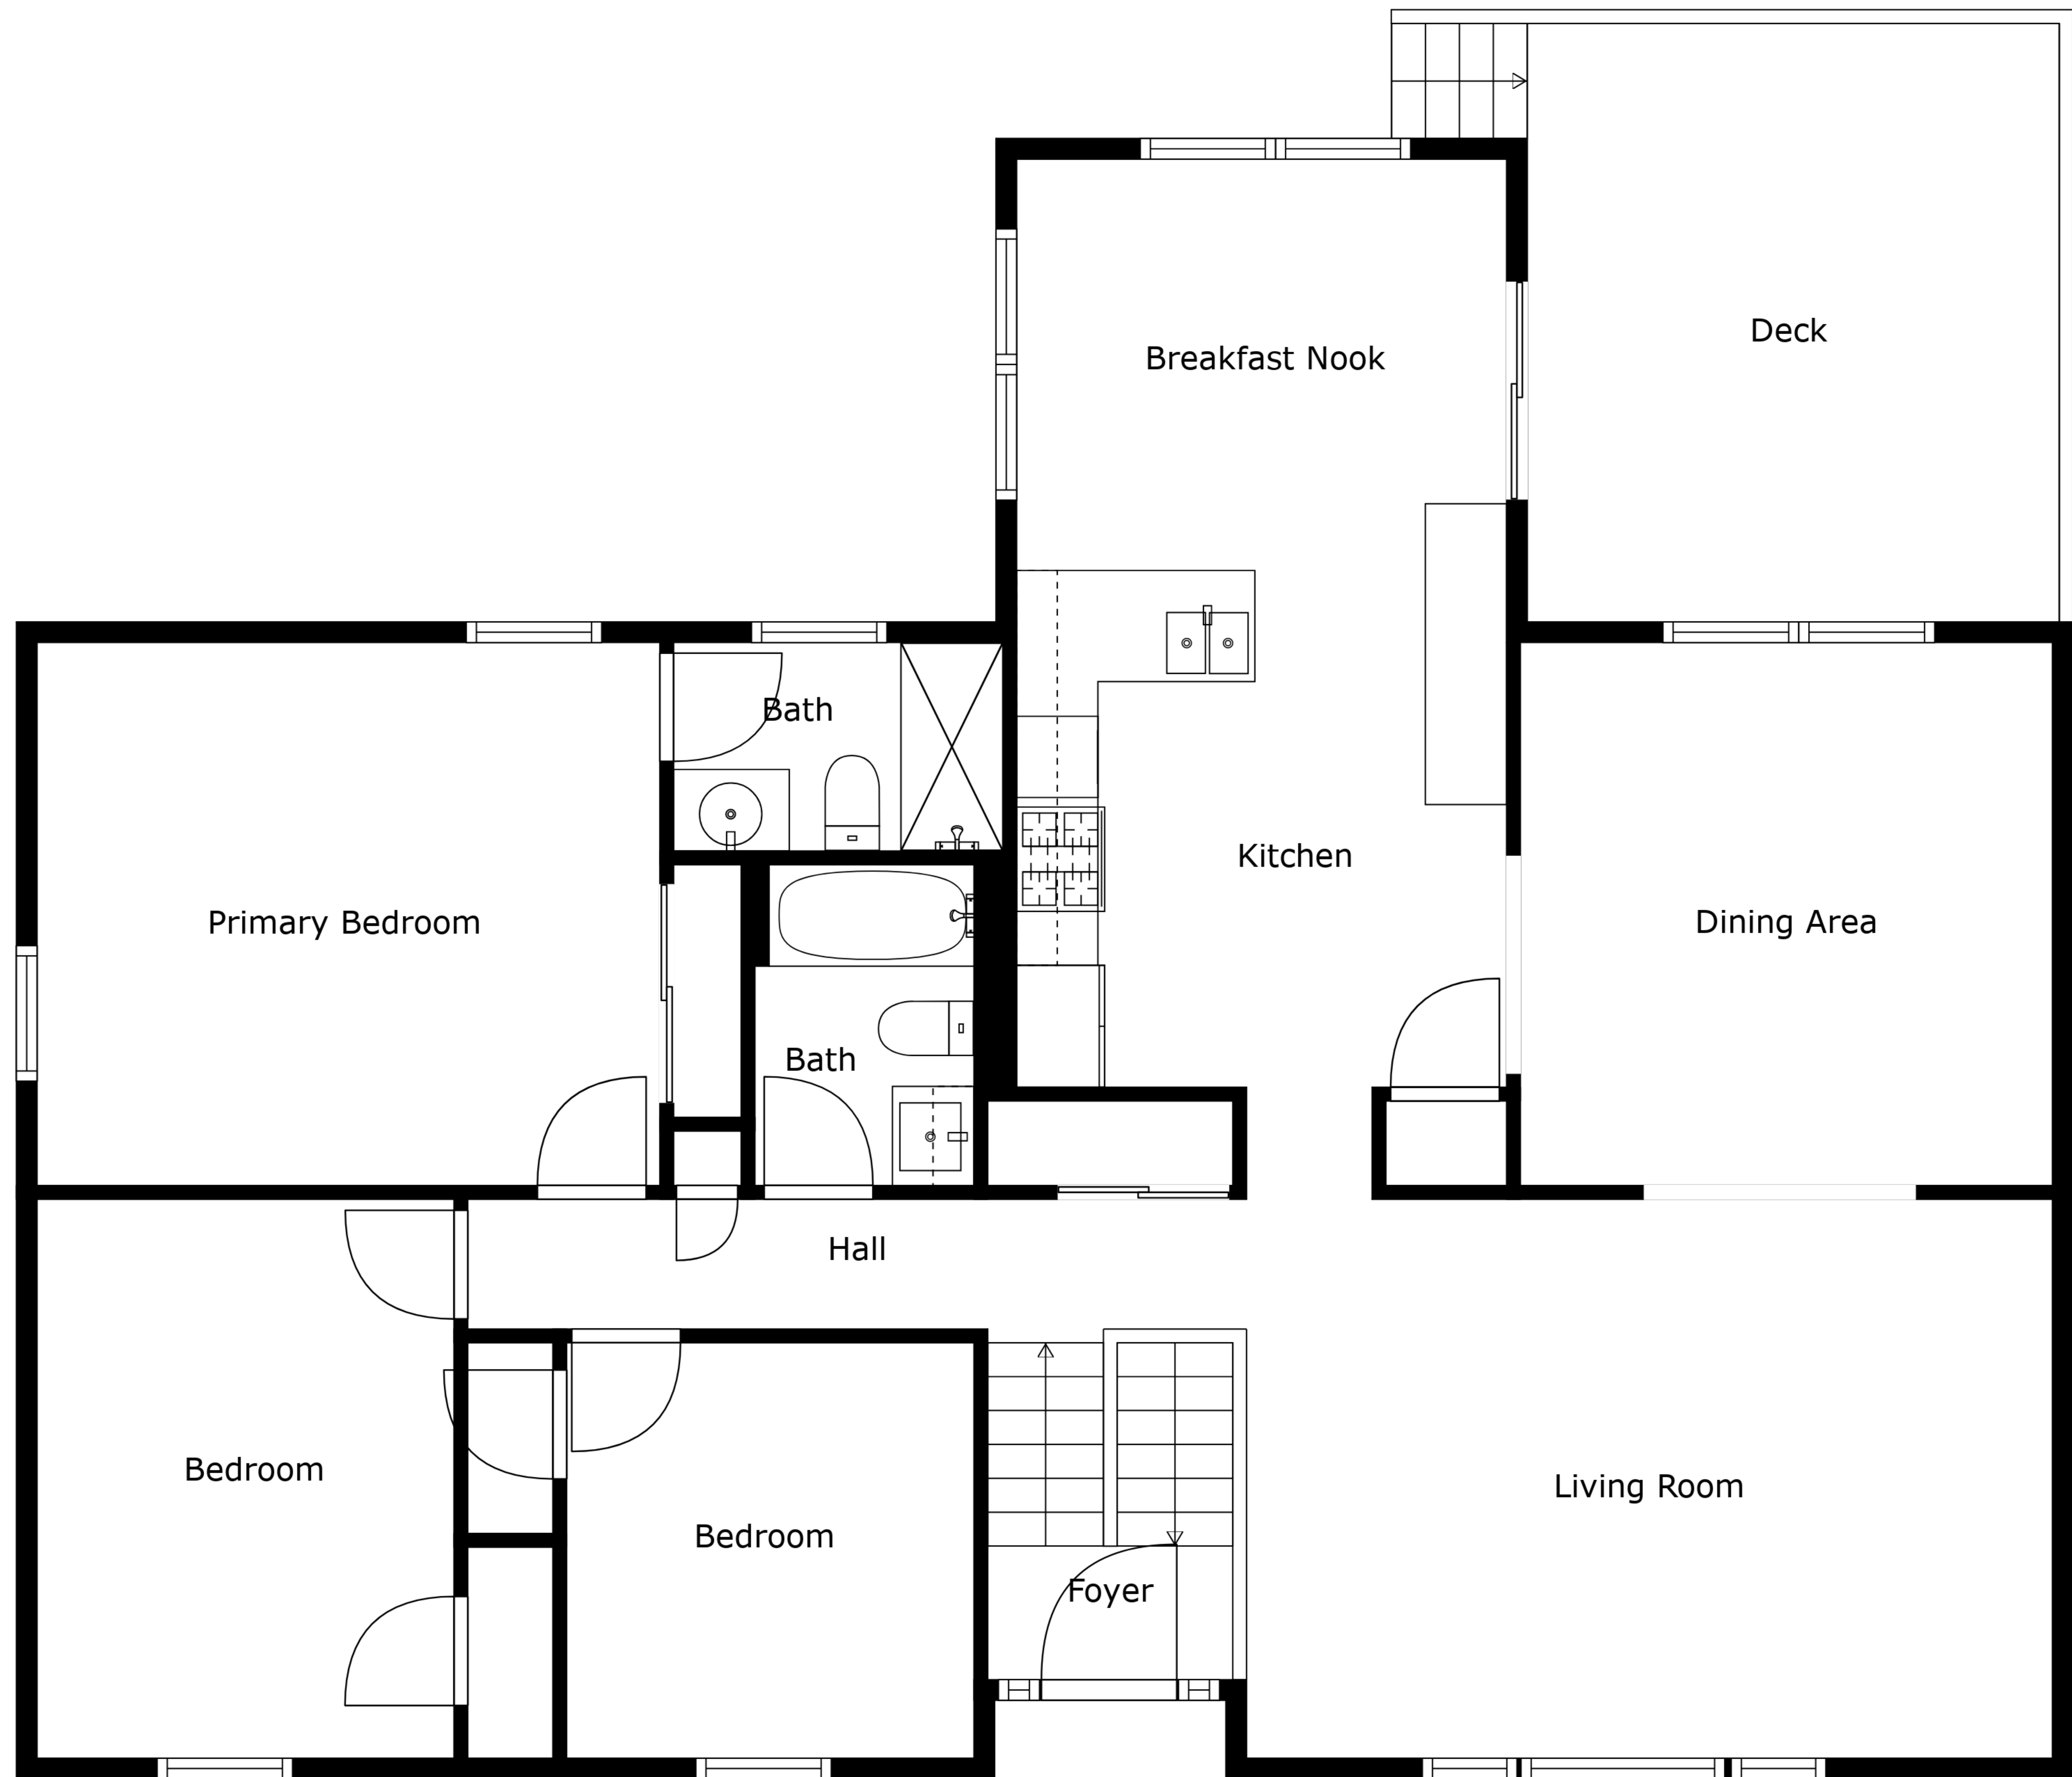 Deck
Breakfast Nook
Bath
Kitchen
Primary Bedroom
Dining Area
Bath
Hall
Bedroom
Living Room
Bedroom
Foyer